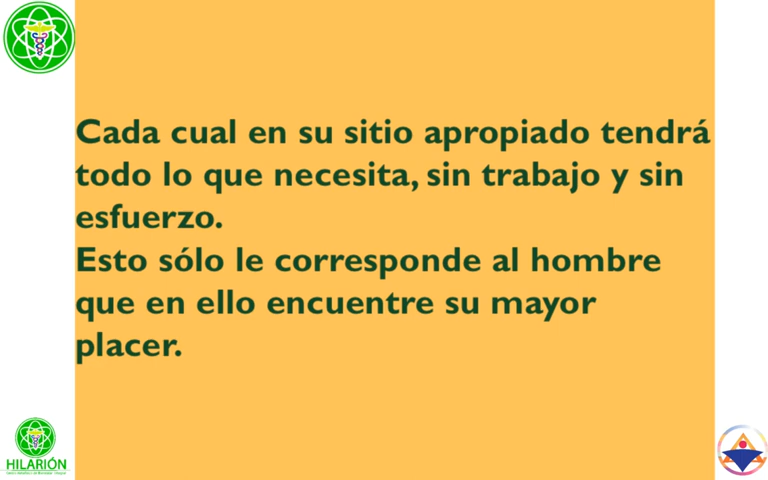 Cada cual en su sitio apropiado tendrá
todo lo que necesita, sin trabajo y sin
esfuerzo.
Esto sólo le corresponde al hombre
que en ello encuentre su mayor
placer.
HILARIÓN